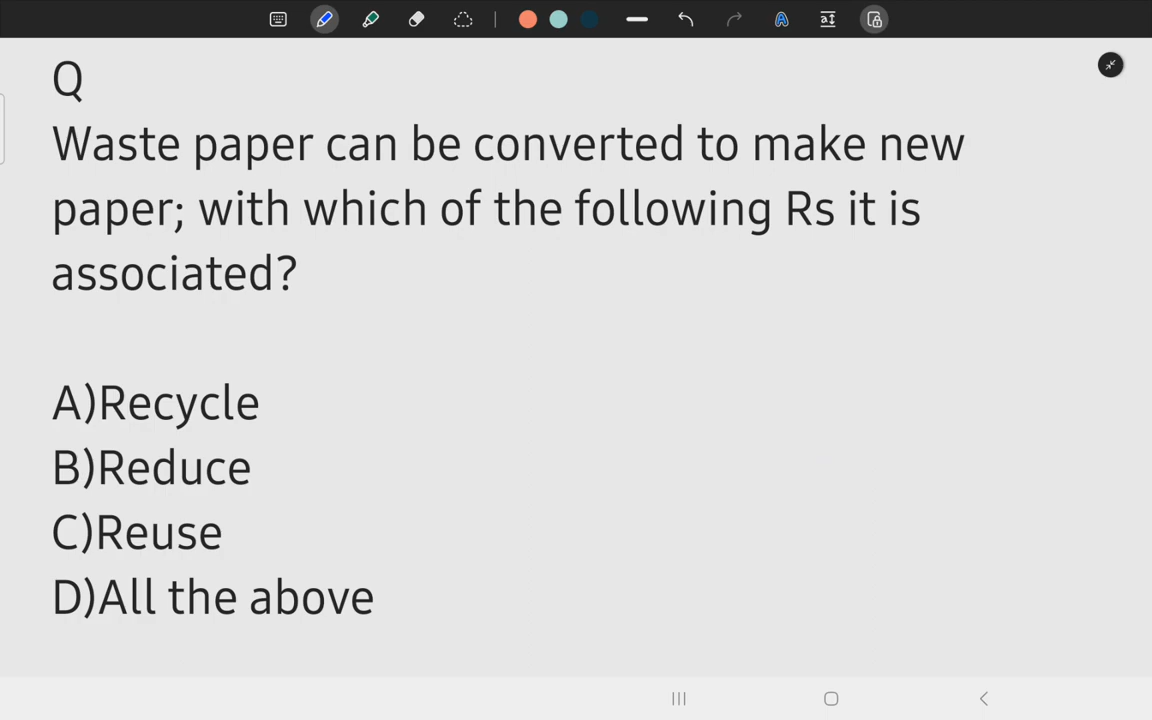 Q
Waste paper can be converted to make new
paper; with which of the following Rs it is
associated?
A)Recycle
B)Reduce
C)Reuse
D)All the above